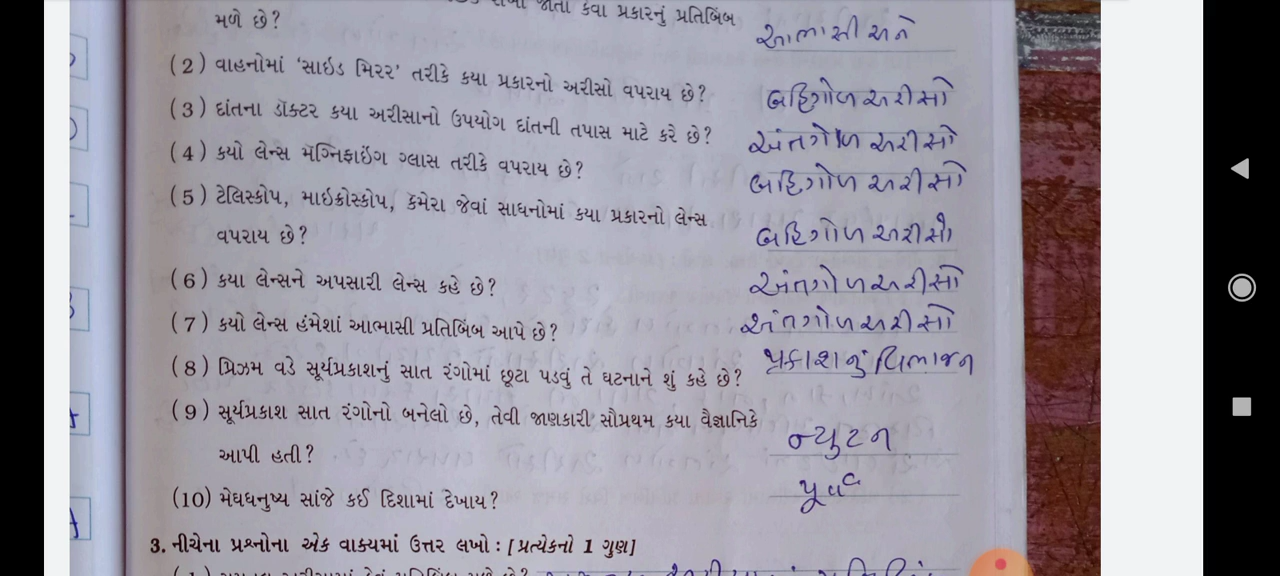 જાતા કેવા પ્રકારનું પ્રતિબિંબ
મળે છે? આભાસી અને
(2) વાહનોમાં ‘સાઇડ મિરર’ તરીકે કયા પ્રકારનો અરીસો વપરાય છે? બહિર્ગોળ અરીસો
(3) દાંતના ડૉક્ટર કયા અરીસાનો ઉપયોગ દાંતની તપાસ માટે કરે છે? અંતગોળ અરીસો
(4) કયો લેન્સ મૅગ્નિફાઇંગ ગ્લાસ તરીકે વપરાય છે? બહિગોળ અરીસો
(5) ટેલિસ્કોપ, માઇક્રોસ્કોપ, કૅમેરા જેવાં સાધનોમાં કયા પ્રકારનો લેન્સ
વપરાય છે? બહિગોળ અરીસો
(6) કયા લેન્સને અપસારી લેન્સ કહે છે? અંતગોળ અરીસો
(7) કયો લેન્સ હંમેશાં આભાસી પ્રતિબિંબ આપે છે? અંતગોળ અરીસો
(8) પ્રિઝમ વડે સૂર્યપ્રકાશનું સાત રંગોમાં છૂટા પડવું તે ઘટનાને શું કહે છે? પ્રકાશનું વિભાજન
(9) સૂર્યપ્રકાશ સાત રંગોનો બનેલો છે, તેવી જાણકારી સૌપ્રથમ કયા વૈજ્ઞાનિકે
આપી હતી? ન્યુટન
(10) મેઘધનુષ્ય સાંજે કઈ દિશામાં દેખાય? પૂર્વ
3. નીચેના પ્રશ્નોના એક વાક્યમાં ઉત્તર લખો : [પ્રત્યેકનો 1 ગુણ]